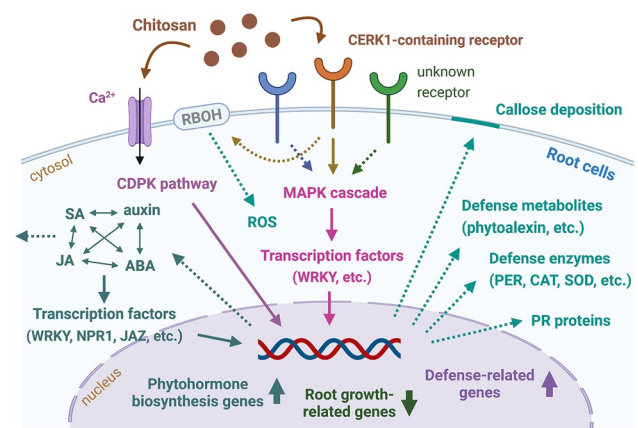 Chitosan
CERK1-containing receptor
unknown
receptor
Ca²⁺
RBOH
Callose deposition
cytosol
Root cells
CDPK pathway
MAPK cascade
SA
auxin
ROS
Defense metabolites
(phytoalexin, etc.)
JA
ABA
Transcription factors
(WRKY, etc.)
Defense enzymes
(PER, CAT, SOD, etc.)
Transcription factors
(WRKY, NPR1, JAZ, etc.)
PR proteins
nucleus
Phytohormone
biosynthesis genes
Root growth-
related genes
Defense-related
genes